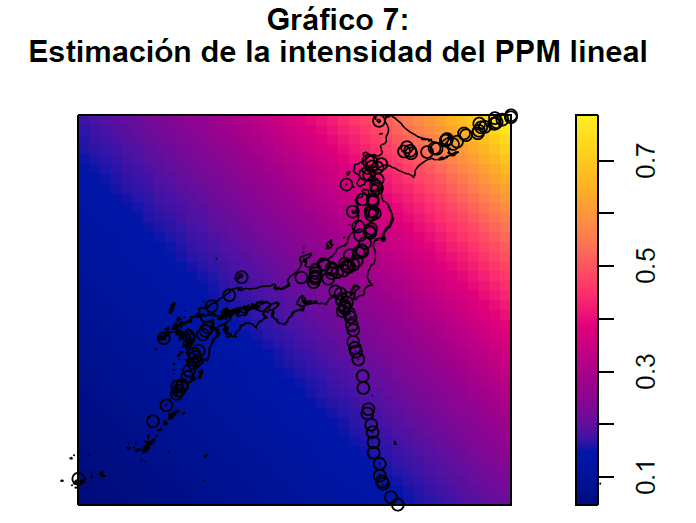 Gráfico 7:
Estimación de la intensidad del PPM lineal
0.7
0.5
0.3
0.1